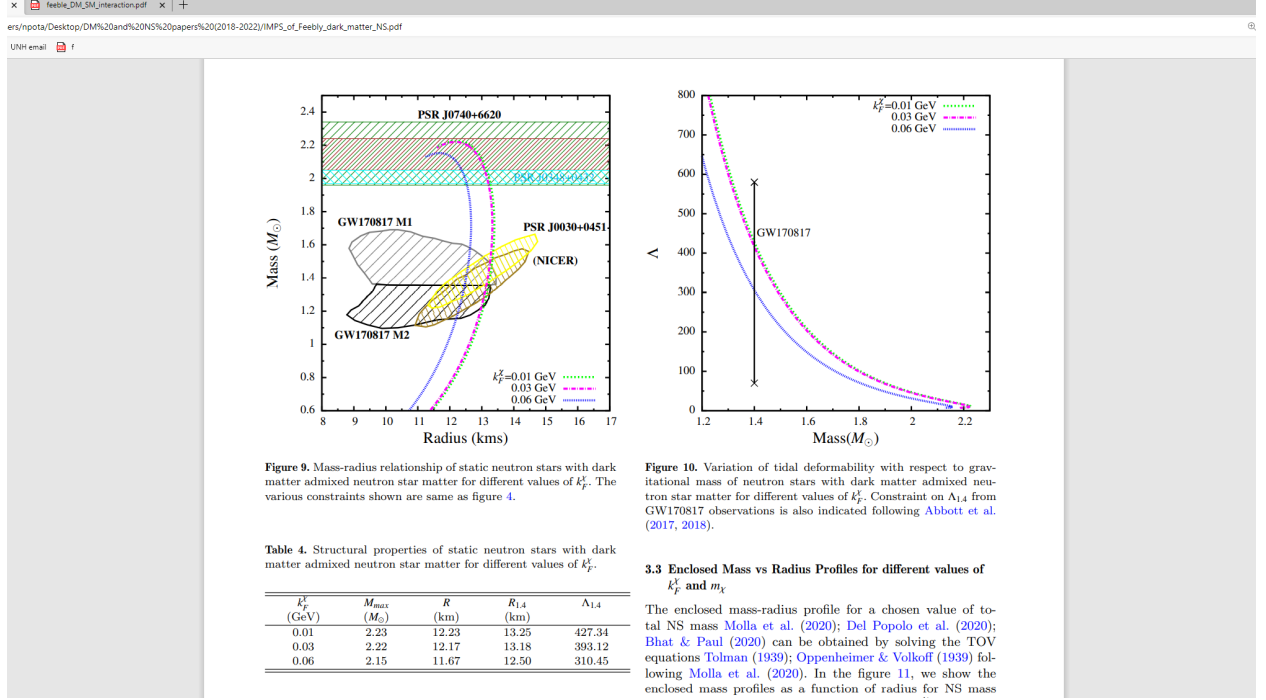 x feeble_DM_SM_interaction.pdf x +
ers/npota/Desktop/DM%20and%20NS%20papers%20(2018-2022)/IMPS_of_Feebly_dark_matter_NS.pdf
UNH email f
2.4
2.2
2
1.8
1.6
1.4
1.2
1
0.8
0.6
Mass (M⊙)
PSR J0740+6620
PSR J0348+0432
GW170817 M1
PSR J0030+0451
(NICER)
GW170817 M2
k_F^χ=0.01 GeV
0.03 GeV
0.06 GeV
8 9 10 11 12 13 14 15 16 17
Radius (kms)
Figure 9. Mass-radius relationship of static neutron stars with dark
matter admixed neutron star matter for different values of k_F^χ. The
various constraints shown are same as figure 4.
Table 4. Structural properties of static neutron stars with dark
matter admixed neutron star matter for different values of k_F^χ.
k_F^χ M_max R R_1.4 Λ_1.4
(GeV) (M⊙) (km) (km)
0.01 2.23 12.23 13.25 427.34
0.03 2.22 12.17 13.18 393.12
0.06 2.15 11.67 12.50 310.45
800
700
600
500
400
300
200
100
0
Λ
k_F^χ=0.01 GeV
0.03 GeV
0.06 GeV
GW170817
1.2 1.4 1.6 1.8 2 2.2
Mass(M⊙)
Figure 10. Variation of tidal deformability with respect to grav-
itational mass of neutron stars with dark matter admixed neu-
tron star matter for different values of k_F^χ. Constraint on Λ_1.4 from
GW170817 observations is also indicated following Abbott et al.
(2017, 2018).
3.3 Enclosed Mass vs Radius Profiles for different values of
k_F^χ and m_χ
The enclosed mass-radius profile for a chosen value of to-
tal NS mass Molla et al. (2020); Del Popolo et al. (2020);
Bhat & Paul (2020) can be obtained by solving the TOV
equations Tolman (1939); Oppenheimer & Volkoff (1939) fol-
lowing Molla et al. (2020). In the figure 11, we show the
enclosed mass profiles as a function of radius for NS mass